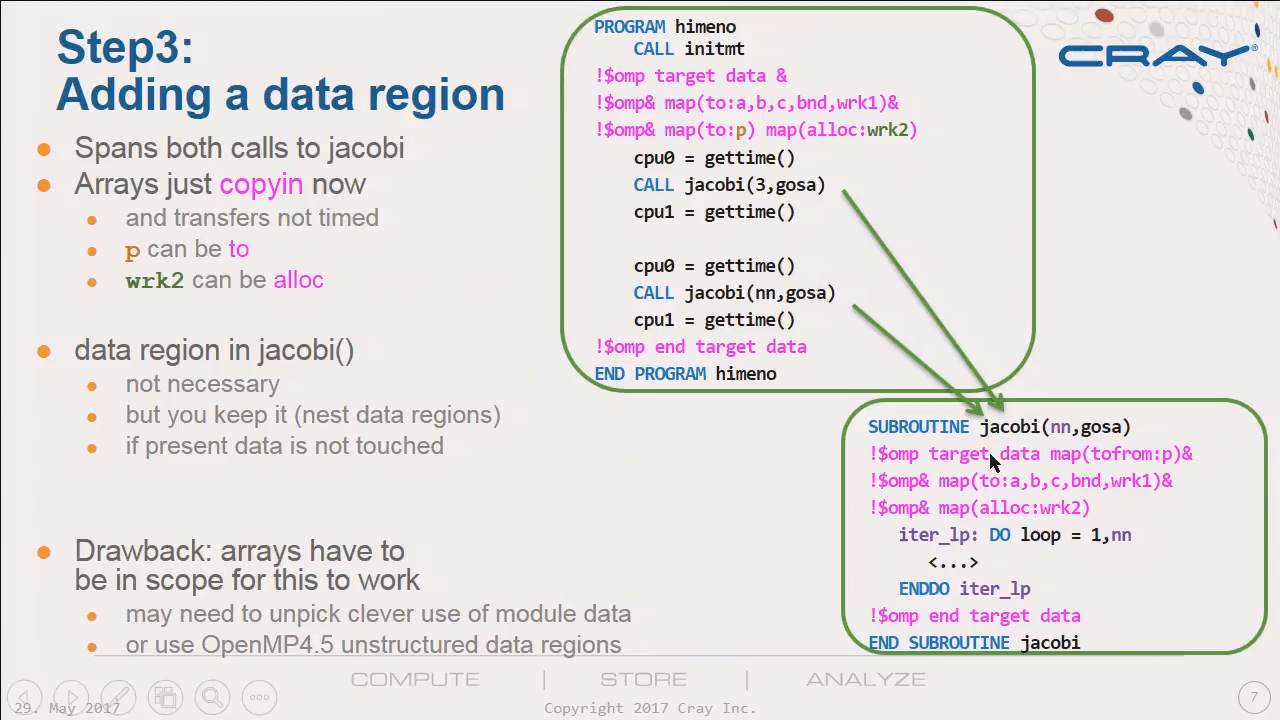 Step3:
Adding a data region
Spans both calls to jacobi
Arrays just copyin now
and transfers not timed
p can be to
wrk2 can be alloc
data region in jacobi()
not necessary
but you keep it (nest data regions)
if present data is not touched
Drawback: arrays have to
be in scope for this to work
may need to unpick clever use of module data
or use OpenMP4.5 unstructured data regions
PROGRAM himeno
CALL initmt
!$omp target data &
!$omp& map(to:a,b,c,bnd,wrk1)&
!$omp& map(to:p) map(alloc:wrk2)
cpu0 = gettime()
CALL jacobi(3,gosa)
cpu1 = gettime()
cpu0 = gettime()
CALL jacobi(nn,gosa)
cpu1 = gettime()
!$omp end target data
END PROGRAM himeno
CRAY®
SUBROUTINE jacobi(nn,gosa)
!$omp target data map(tofrom:p)&
!$omp& map(to:a,b,c,bnd,wrk1)&
!$omp& map(alloc:wrk2)
iter_lp: DO loop = 1,nn
<...>
ENDDO iter_lp
!$omp end target data
END SUBROUTINE jacobi
COMPUTE | STORE | ANALYZE
29. May 2017
Copyright 2017 Cray Inc.
7